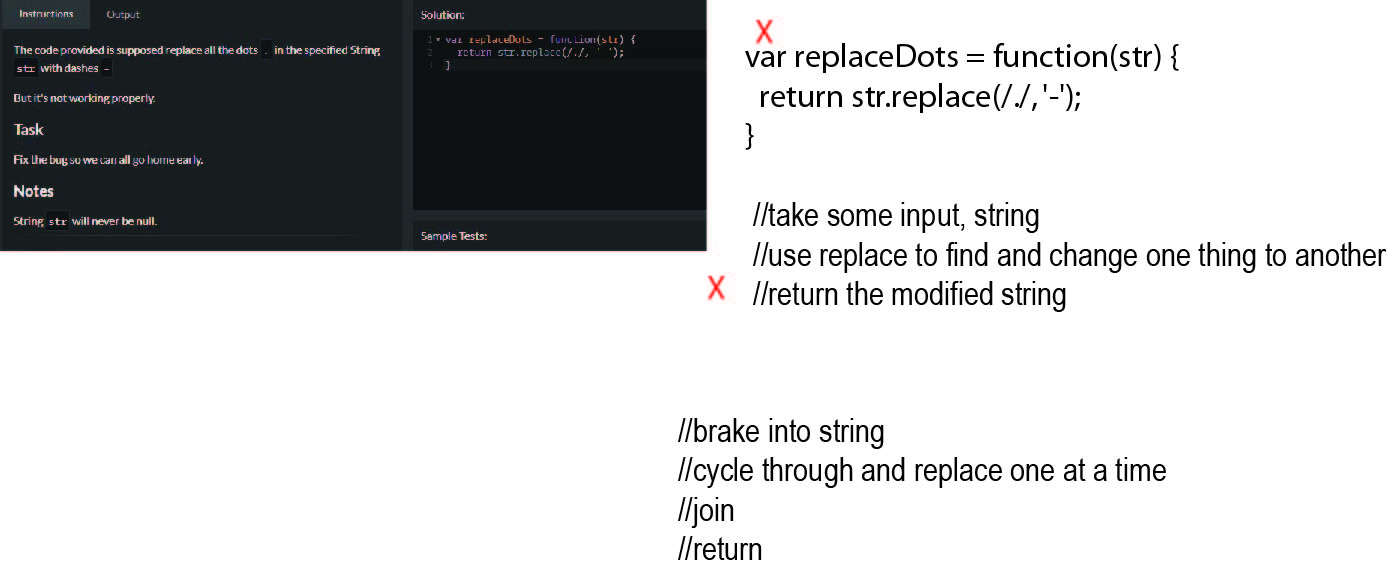 Instructions Output
The code provided is supposed replace all the dots . in the specified String
str with dashes -
But it's not working properly.
Task
Fix the bug so we can all go home early.
Notes
String str will never be null.
Solution:
1 var replaceDots = function(str) {
2 return str.replace(/./, '-');
3 }
Sample Tests:
X
var replaceDots = function(str) {
return str.replace(/./, '-');
}
//take some input, string
//use replace to find and change one thing to another
X //return the modified string
//brake into string
//cycle through and replace one at a time
//join
//return